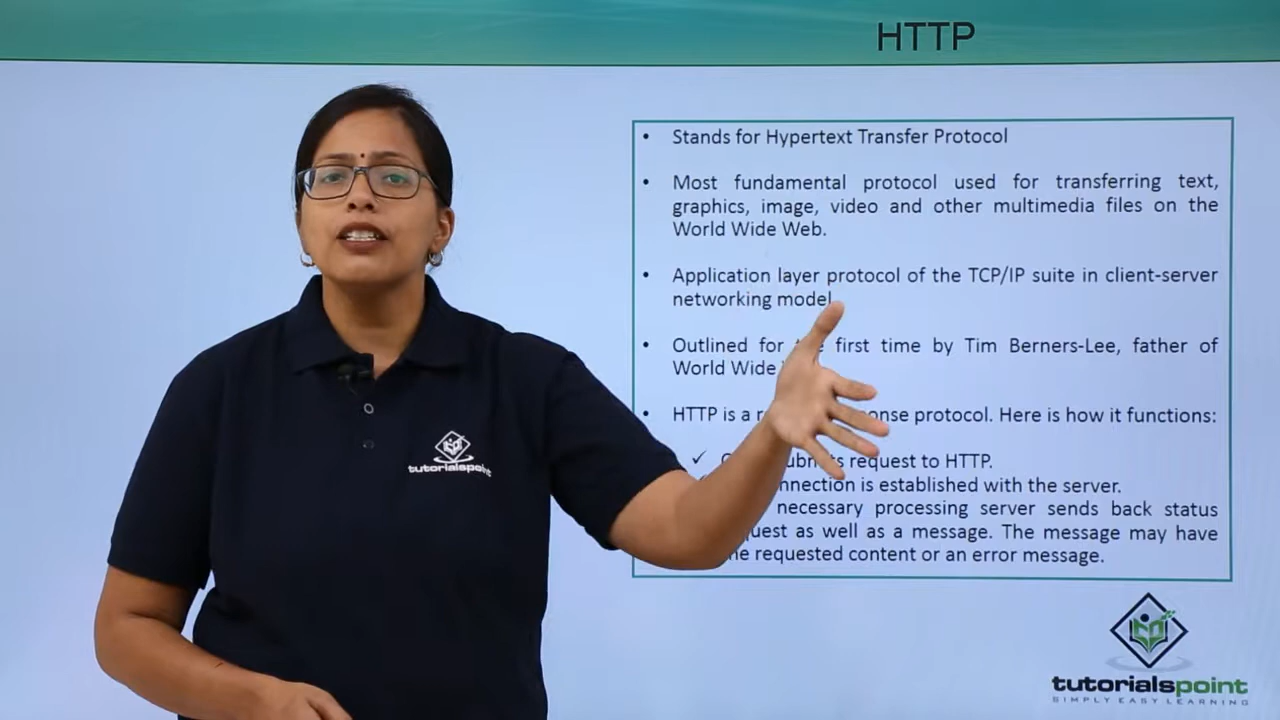 HTTP
• Stands for Hypertext Transfer Protocol
• Most fundamental protocol used for transferring text,
graphics, image, video and other multimedia files on the
World Wide Web.
• Application layer protocol of the TCP/IP suite in client-server
networking model
• Outlined for first time by Tim Berners-Lee, father of
World Wide
• HTTP is a protocol. Here is how it functions:
✓ request to HTTP.
is established with the server.
necessary processing server sends back status
as well as a message. The message may have
requested content or an error message.
tutorialspoint
tutorialspoint
SIMPLY EASY LEARNING